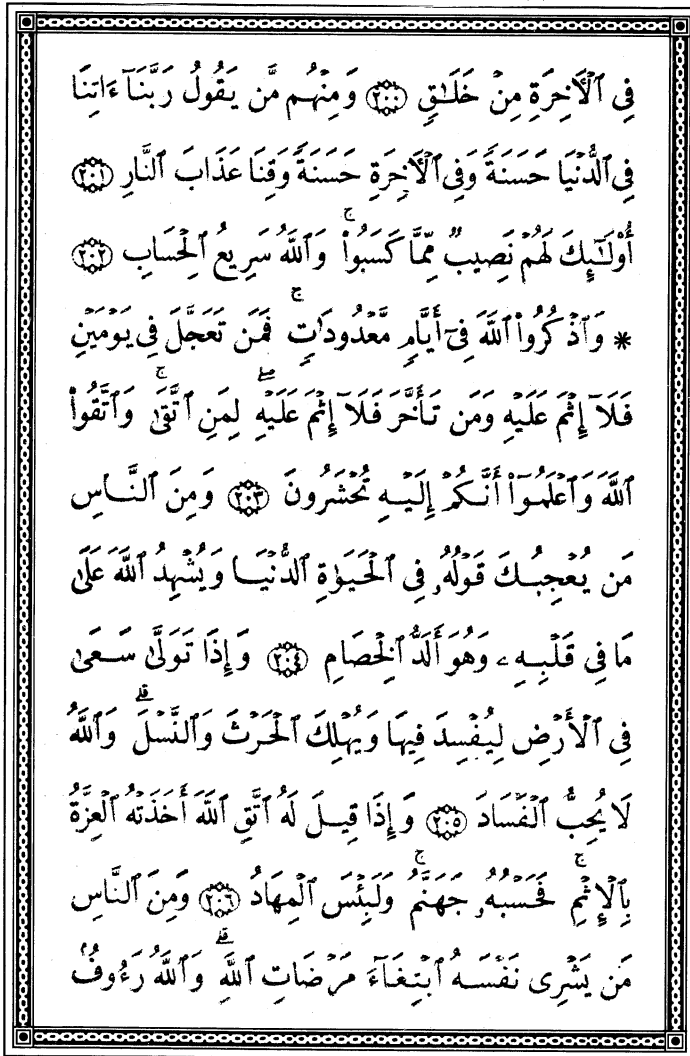 فِي ٱلْأَخِرَةِ مِنْ خَلَٰقٍ ٢٠٠ وَمِنْهُم مَّن يَقُولُ رَبَّنَآ ءَاتِنَا
فِي ٱلدُّنْيَا حَسَنَةً وَفِي ٱلْأَخِرَةِ حَسَنَةً وَقِنَا عَذَابَ ٱلنَّارِ ٢٠١
أُو۟لَٰٓئِكَ لَهُمْ نَصِيبٌ مِّمَّا كَسَبُوا۟ ۚ وَٱللَّهُ سَرِيعُ ٱلْحِسَابِ ٢٠٢
* وَٱذْكُرُوا۟ ٱللَّهَ فِىٓ أَيَّامٍ مَّعْدُودَٰتٍ ۚ فَمَن تَعَجَّلَ فِى يَوْمَيْنِ
فَلَآ إِثْمَ عَلَيْهِ وَمَن تَأَخَّرَ فَلَآ إِثْمَ عَلَيْهِ ۖ لِمَنِ ٱتَّقَىٰ ۗ وَٱتَّقُوا۟
ٱللَّهَ وَٱعْلَمُوٓا۟ أَنَّكُمْ إِلَيْهِ تُحْشَرُونَ ٢٠٣ وَمِنَ ٱلنَّاسِ
مَن يُعْجِبُكَ قَوْلُهُۥ فِي ٱلْحَيَوٰةِ ٱلدُّنْيَا وَيُشْهِدُ ٱللَّهَ عَلَىٰ
مَا فِي قَلْبِهِۦ وَهُوَ أَلَدُّ ٱلْخِصَامِ ٢٠٤ وَإِذَا تَوَلَّىٰ سَعَىٰ
فِي ٱلْأَرْضِ لِيُفْسِدَ فِيهَا وَيُهْلِكَ ٱلْحَرْثَ وَٱلنَّسْلَ ۗ وَٱللَّهُ
لَا يُحِبُّ ٱلْفَسَادَ ٢٠٥ وَإِذَا قِيلَ لَهُ ٱتَّقِ ٱللَّهَ أَخَذَتْهُ ٱلْعِزَّةُ
بِٱلْإِثْمِ ۚ فَحَسْبُهُۥ جَهَنَّمُ ۚ وَلَبِئْسَ ٱلْمِهَادُ ٢٠٦ وَمِنَ ٱلنَّاسِ
مَن يَشْرِى نَفْسَهُ ٱبْتِغَآءَ مَرْضَاتِ ٱللَّهِ ۗ وَٱللَّهُ رَءُوفٌۢ